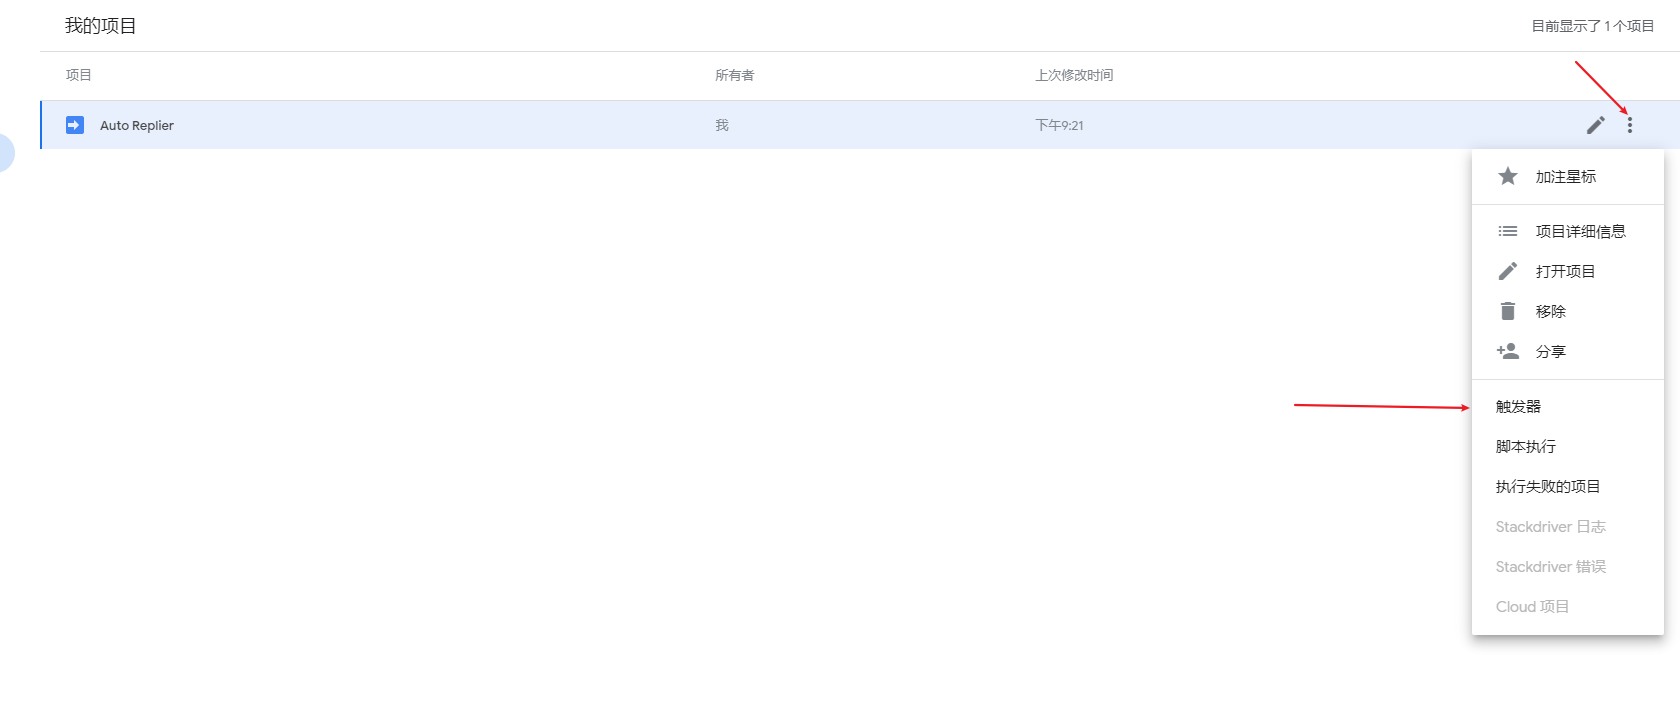 我的项目
目前显示了 1 个项目
项目 所有者 上次修改时间
Auto Replier 我 下午9:21
加注星标
项目详细信息
打开项目
移除
分享
触发器
脚本执行
执行失败的项目
Stackdriver 日志
Stackdriver 错误
Cloud 项目